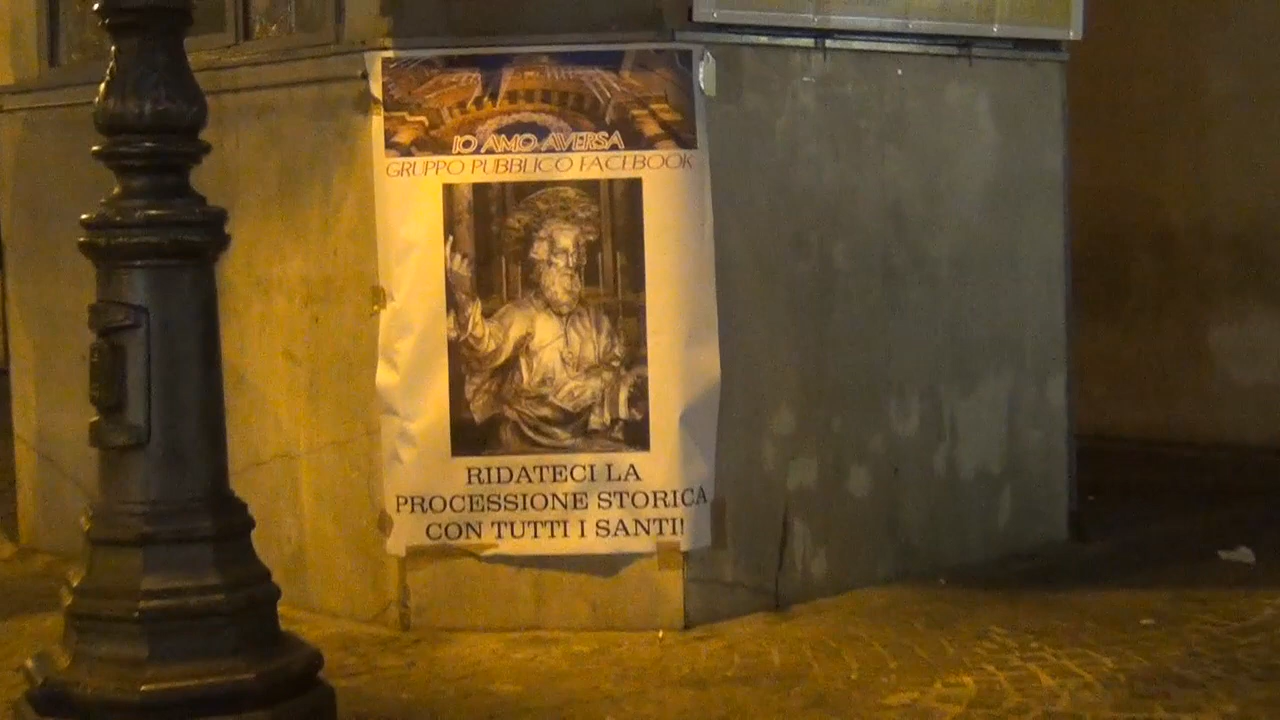 IO AMO AVERSA
GRUPPO PUBBLICO FACEBOOK
RIDATECI LA
PROCESSIONE STORICA
CON TUTTI I SANTI!